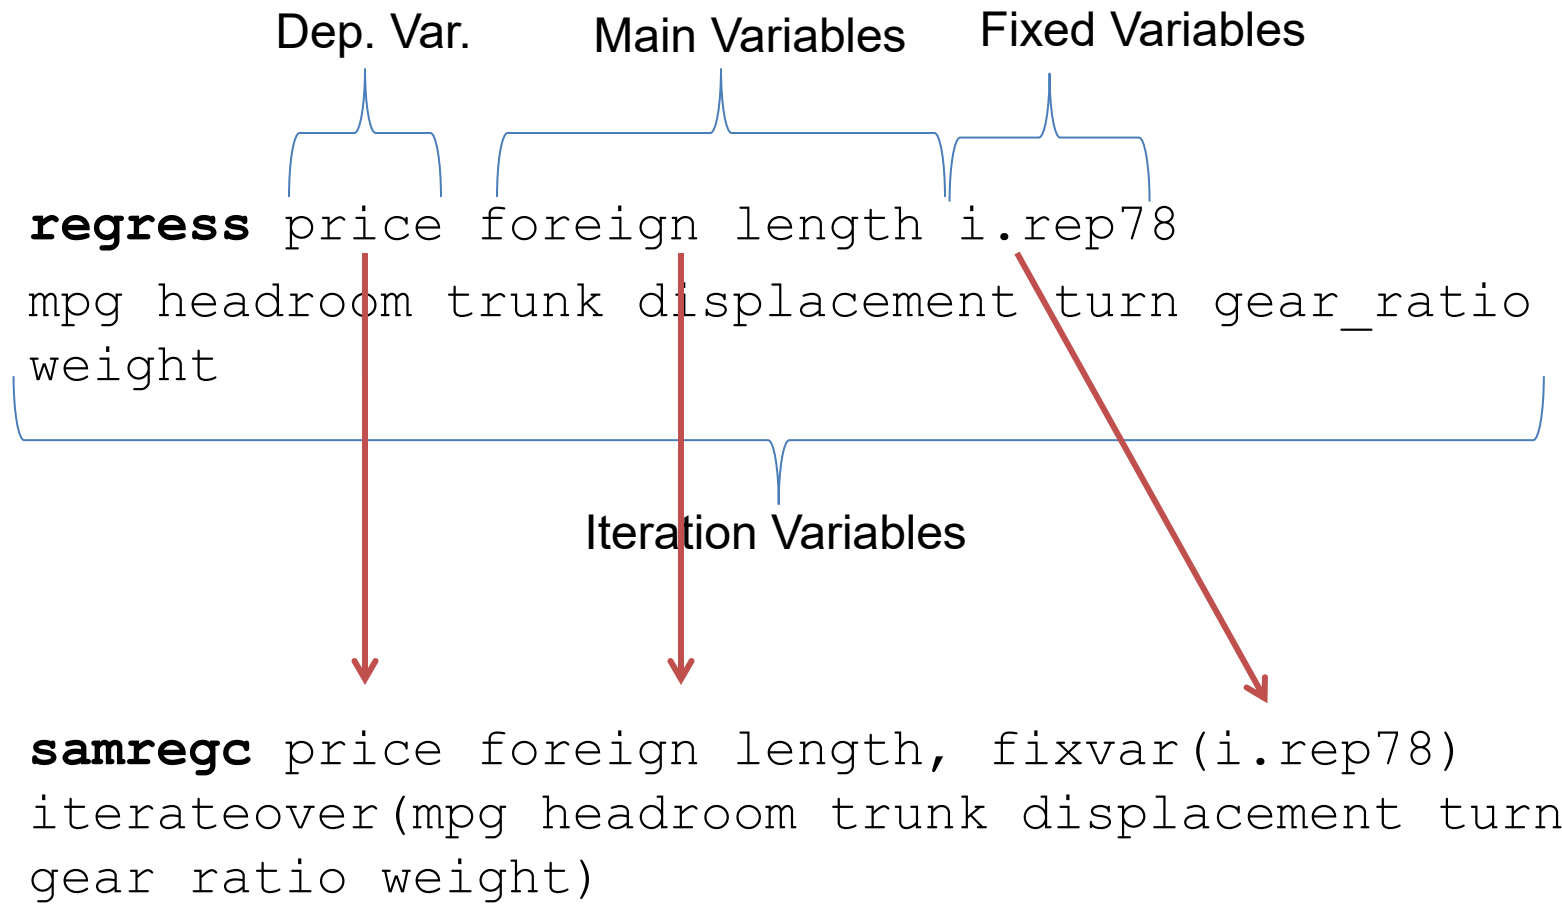 Dep. Var. Main Variables Fixed Variables
regress price foreign length i.rep78
mpg headroom trunk displacement turn gear_ratio
weight
Iteration Variables
samregc price foreign length, fixvar(i.rep78)
iterateover(mpg headroom trunk displacement turn
gear ratio weight)